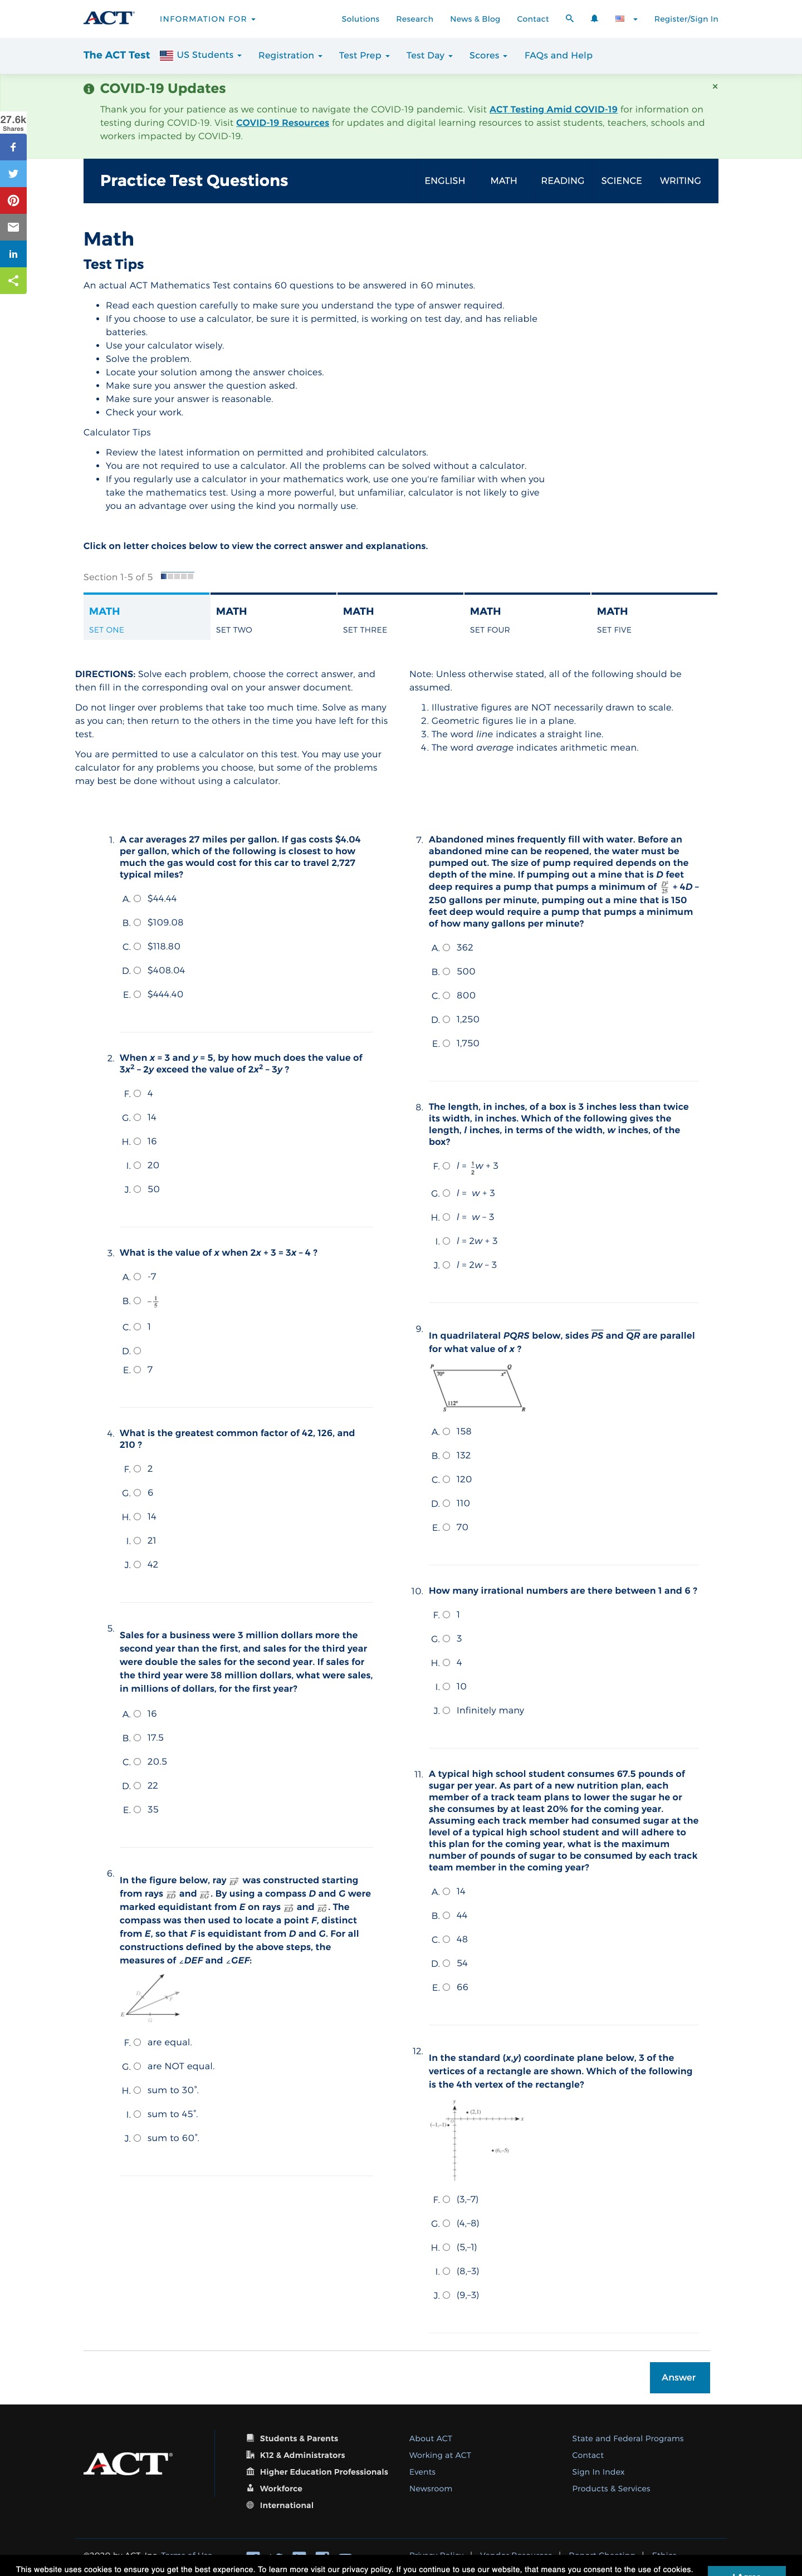 ACT
INFORMATION FOR
Solutions
Research
News & Blog
Contact
Register/Sign In
The ACT Test
US Students
Registration
Test Prep
Test Day
Scores
FAQs and Help
COVID-19 Updates
×
Thank you for your patience as we continue to navigate the COVID-19 pandemic. Visit ACT Testing Amid COVID-19 for information on
testing during COVID-19. Visit COVID-19 Resources for updates and digital learning resources to assist students, teachers, schools and
workers impacted by COVID-19.
27.6k
Shares
Practice Test Questions
ENGLISH
MATH
READING
SCIENCE
WRITING
Math
Test Tips
An actual ACT Mathematics Test contains 60 questions to be answered in 60 minutes.
• Read each question carefully to make sure you understand the type of answer required.
• If you choose to use a calculator, be sure it is permitted, is working on test day, and has reliable
batteries.
• Use your calculator wisely.
• Solve the problem.
• Locate your solution among the answer choices.
• Make sure you answer the question asked.
• Make sure your answer is reasonable.
• Check your work.
Calculator Tips
• Review the latest information on permitted and prohibited calculators.
• You are not required to use a calculator. All the problems can be solved without a calculator.
• If you regularly use a calculator in your mathematics work, use one you're familiar with when you
take the mathematics test. Using a more powerful, but unfamiliar, calculator is not likely to give
you an advantage over using the kind you normally use.
Click on letter choices below to view the correct answer and explanations.
Section 1-5 of 5
MATH
SET ONE
MATH
SET TWO
MATH
SET THREE
MATH
SET FOUR
MATH
SET FIVE
DIRECTIONS: Solve each problem, choose the correct answer, and
then fill in the corresponding oval on your answer document.
Do not linger over problems that take too much time. Solve as many
as you can; then return to the others in the time you have left for this
test.
You are permitted to use a calculator on this test. You may use your
calculator for any problems you choose, but some of the problems
may best be done without using a calculator.
Note: Unless otherwise stated, all of the following should be
assumed.
1. Illustrative figures are NOT necessarily drawn to scale.
2. Geometric figures lie in a plane.
3. The word line indicates a straight line.
4. The word average indicates arithmetic mean.
1. A car averages 27 miles per gallon. If gas costs $4.04
per gallon, which of the following is closest to how
much the gas would cost for this car to travel 2,727
typical miles?
A. $44.44
B. $109.08
C. $118.80
D. $408.04
E. $444.40
2. When x = 3 and y = 5, by how much does the value of
3x² – 2y exceed the value of 2x² – 3y ?
F. 4
G. 14
H. 16
I. 20
J. 50
3. What is the value of x when 2x + 3 = 3x – 4 ?
A. -7
B. –1/5
C. 1
D.
E. 7
4. What is the greatest common factor of 42, 126, and
210 ?
F. 2
G. 6
H. 14
I. 21
J. 42
5. Sales for a business were 3 million dollars more the
second year than the first, and sales for the third year
were double the sales for the second year. If sales for
the third year were 38 million dollars, what were sales,
in millions of dollars, for the first year?
A. 16
B. 17.5
C. 20.5
D. 22
E. 35
6. In the figure below, ray EF was constructed starting
from rays ED and EG. By using a compass D and G were
marked equidistant from E on rays ED and EG. The
compass was then used to locate a point F, distinct
from E, so that F is equidistant from D and G. For all
constructions defined by the above steps, the
measures of ∠DEF and ∠GEF:
D
F
E
G
F. are equal.
G. are NOT equal.
H. sum to 30°.
I. sum to 45°.
J. sum to 60°.
7. Abandoned mines frequently fill with water. Before an
abandoned mine can be reopened, the water must be
pumped out. The size of pump required depends on the
depth of the mine. If pumping out a mine that is D feet
deep requires a pump that pumps a minimum of D²/25 + 4D –
250 gallons per minute, pumping out a mine that is 150
feet deep would require a pump that pumps a minimum
of how many gallons per minute?
A. 362
B. 500
C. 800
D. 1,250
E. 1,750
8. The length, in inches, of a box is 3 inches less than twice
its width, in inches. Which of the following gives the
length, l inches, in terms of the width, w inches, of the
box?
F. l = 1/2 w + 3
G. l = w + 3
H. l = w – 3
I. l = 2w + 3
J. l = 2w – 3
9. In quadrilateral PQRS below, sides PS and QR are parallel
for what value of x ?
P
Q
70°
x°
112°
S
R
A. 158
B. 132
C. 120
D. 110
E. 70
10. How many irrational numbers are there between 1 and 6 ?
F. 1
G. 3
H. 4
I. 10
J. Infinitely many
11. A typical high school student consumes 67.5 pounds of
sugar per year. As part of a new nutrition plan, each
member of a track team plans to lower the sugar he or
she consumes by at least 20% for the coming year.
Assuming each track member had consumed sugar at the
level of a typical high school student and will adhere to
this plan for the coming year, what is the maximum
number of pounds of sugar to be consumed by each track
team member in the coming year?
A. 14
B. 44
C. 48
D. 54
E. 66
12. In the standard (x,y) coordinate plane below, 3 of the
vertices of a rectangle are shown. Which of the following
is the 4th vertex of the rectangle?
y
(2,1)
x
(–1,–1)
(6,–5)
F. (3,–7)
G. (4,–8)
H. (5,–1)
I. (8,–3)
J. (9,–3)
Answer
ACT
Students & Parents
K12 & Administrators
Higher Education Professionals
Workforce
International
About ACT
Working at ACT
Events
Newsroom
State and Federal Programs
Contact
Sign In Index
Products & Services
This website uses cookies to ensure you get the best experience. To learn more visit our privacy policy. If you continue to use our website, that means you consent to the use of cookies.